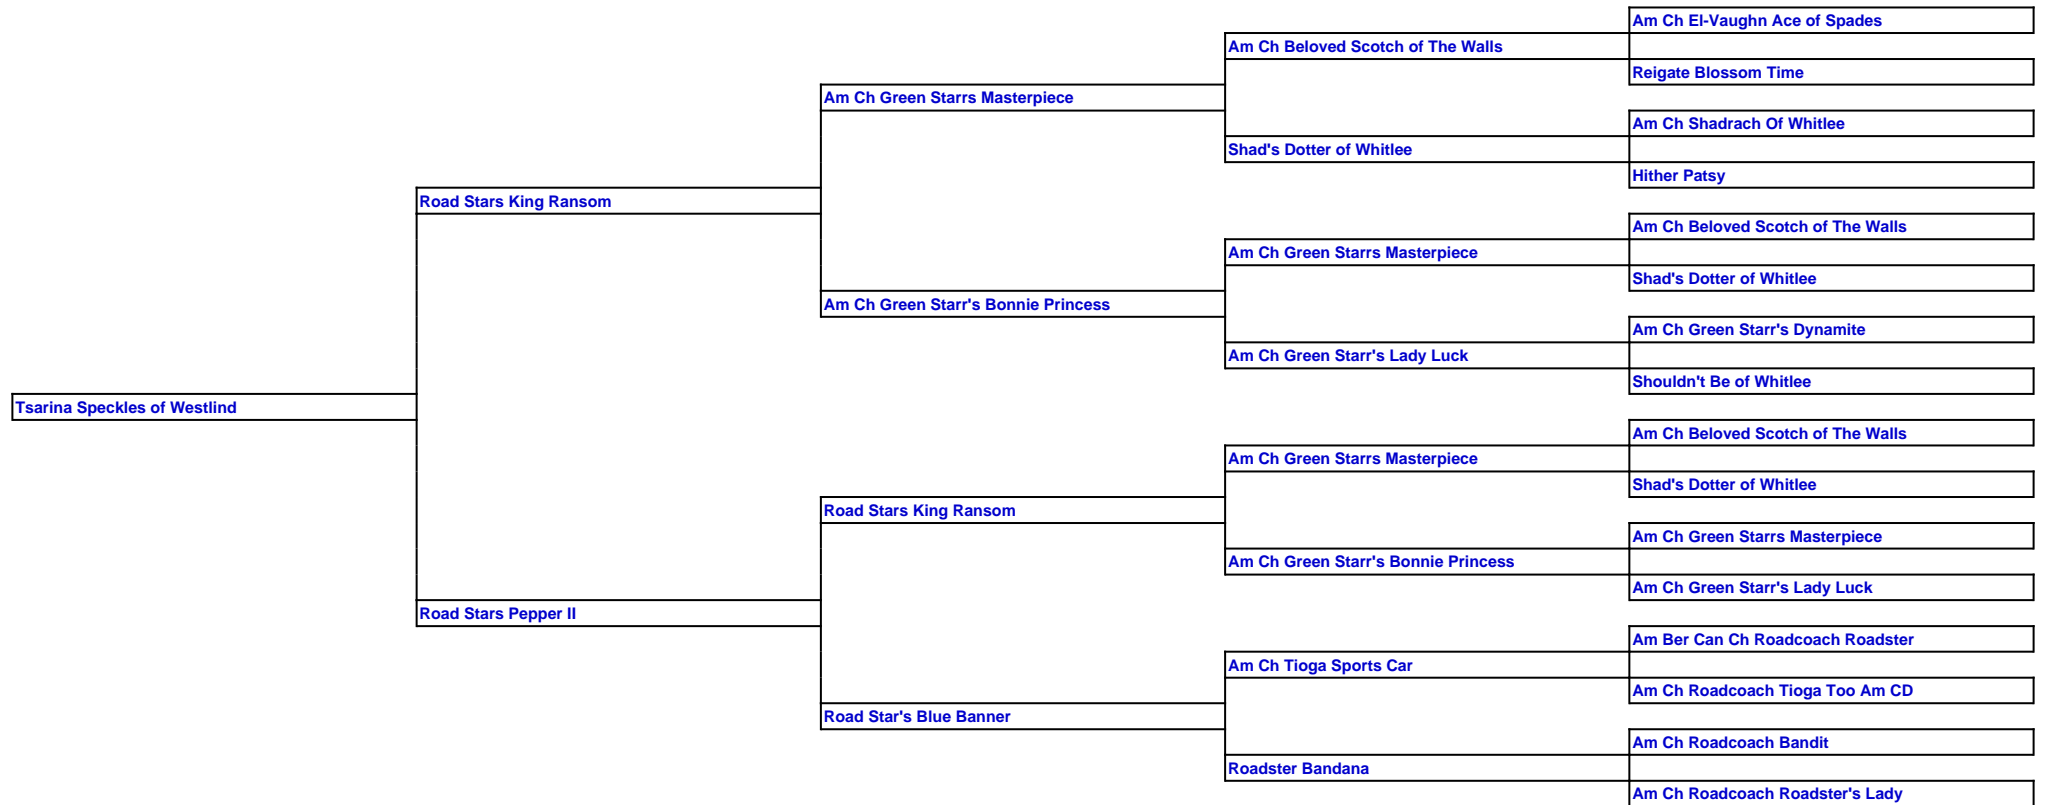 Am Ch El-Vaughn Ace of Spades
Am Ch Beloved Scotch of The Walls
Reigate Blossom Time
Am Ch Green Starrs Masterpiece
Am Ch Shadrach Of Whitlee
Shad's Dotter of Whitlee
Hither Patsy
Road Stars King Ransom
Am Ch Beloved Scotch of The Walls
Am Ch Green Starrs Masterpiece
Shad's Dotter of Whitlee
Am Ch Green Starr's Bonnie Princess
Am Ch Green Starr's Dynamite
Am Ch Green Starr's Lady Luck
Shouldn't Be of Whitlee
Tsarina Speckles of Westlind
Am Ch Beloved Scotch of The Walls
Am Ch Green Starrs Masterpiece
Shad's Dotter of Whitlee
Road Stars King Ransom
Am Ch Green Starrs Masterpiece
Am Ch Green Starr's Bonnie Princess
Am Ch Green Starr's Lady Luck
Road Stars Pepper II
Am Ber Can Ch Roadcoach Roadster
Am Ch Tioga Sports Car
Am Ch Roadcoach Tioga Too Am CD
Road Star's Blue Banner
Am Ch Roadcoach Bandit
Roadster Bandana
Am Ch Roadcoach Roadster's Lady